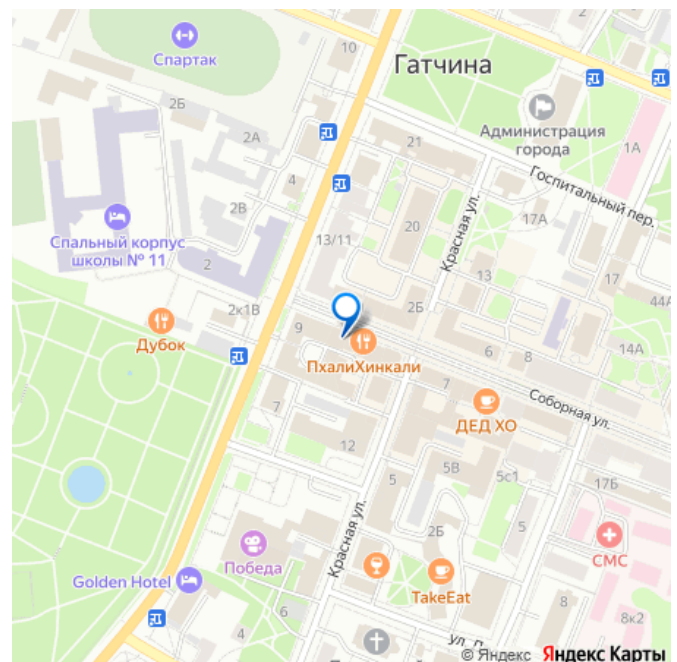 10
Спартак
Гатчина
2Б
2А
21
Администрация
города
1А
4
Госпитальный пер.
2В
17А
Красная ул.
20
Спальный корпус
школы № 11
13/11
2
13
17
2к1В
2Б
44А
9
Дубок
ПхалиХинкали
6
8
14А
7
7
Соборная ул.
ДЕД ХО
12
5
5В
5с1
17Б
Красная ул.
2Б
5
СМС
Победа
Golden Hotel
TakeEat
6
8
4
8к2
ул.
© Яндекс Яндекс Карты